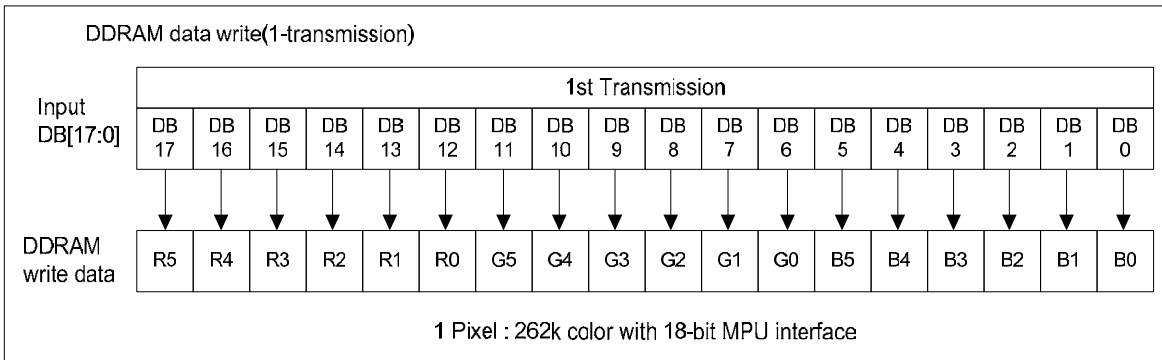 DDRAM data write(1-transmission)
1st Transmission
Input
DB[17:0]
DB 17 DB 16 DB 15 DB 14 DB 13 DB 12 DB 11 DB 10 DB 9 DB 8 DB 7 DB 6 DB 5 DB 4 DB 3 DB 2 DB 1 DB 0
DDRAM
write data
R5 R4 R3 R2 R1 R0 G5 G4 G3 G2 G1 G0 B5 B4 B3 B2 B1 B0
1 Pixel : 262k color with 18-bit MPU interface